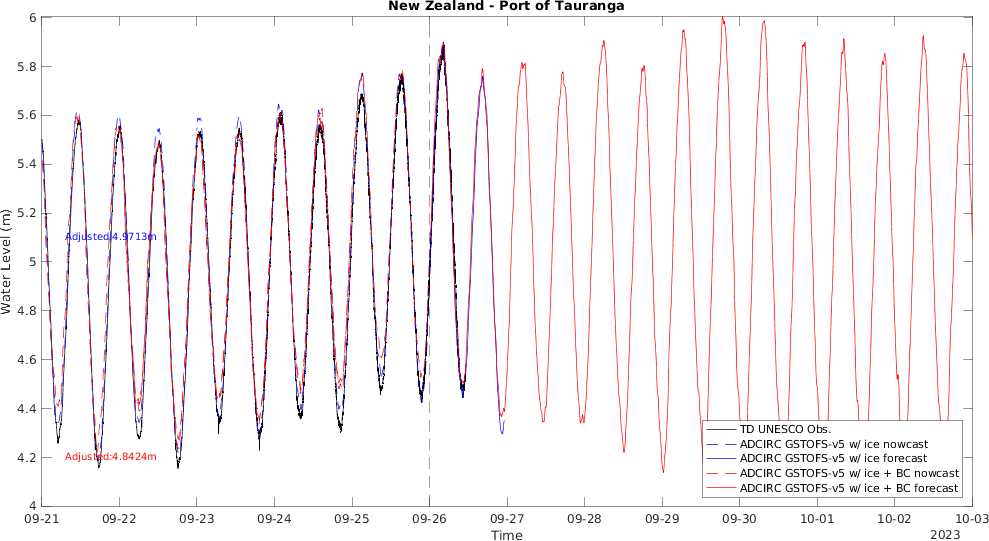 New Zealand - Port of Tauranga
Water Level (m)
6
5.8
5.6
5.4
5.2
5
4.8
4.6
4.4
4.2
4
Adjusted:4.9713m
Adjusted:4.8424m
TD UNESCO Obs.
ADCIRC GSTOFS-v5 w/ ice nowcast
ADCIRC GSTOFS-v5 w/ ice forecast
ADCIRC GSTOFS-v5 w/ ice + BC nowcast
ADCIRC GSTOFS-v5 w/ ice + BC forecast
09-21 09-22 09-23 09-24 09-25 09-26 09-27 09-28 09-29 09-30 10-01 10-02 10-03
Time
2023